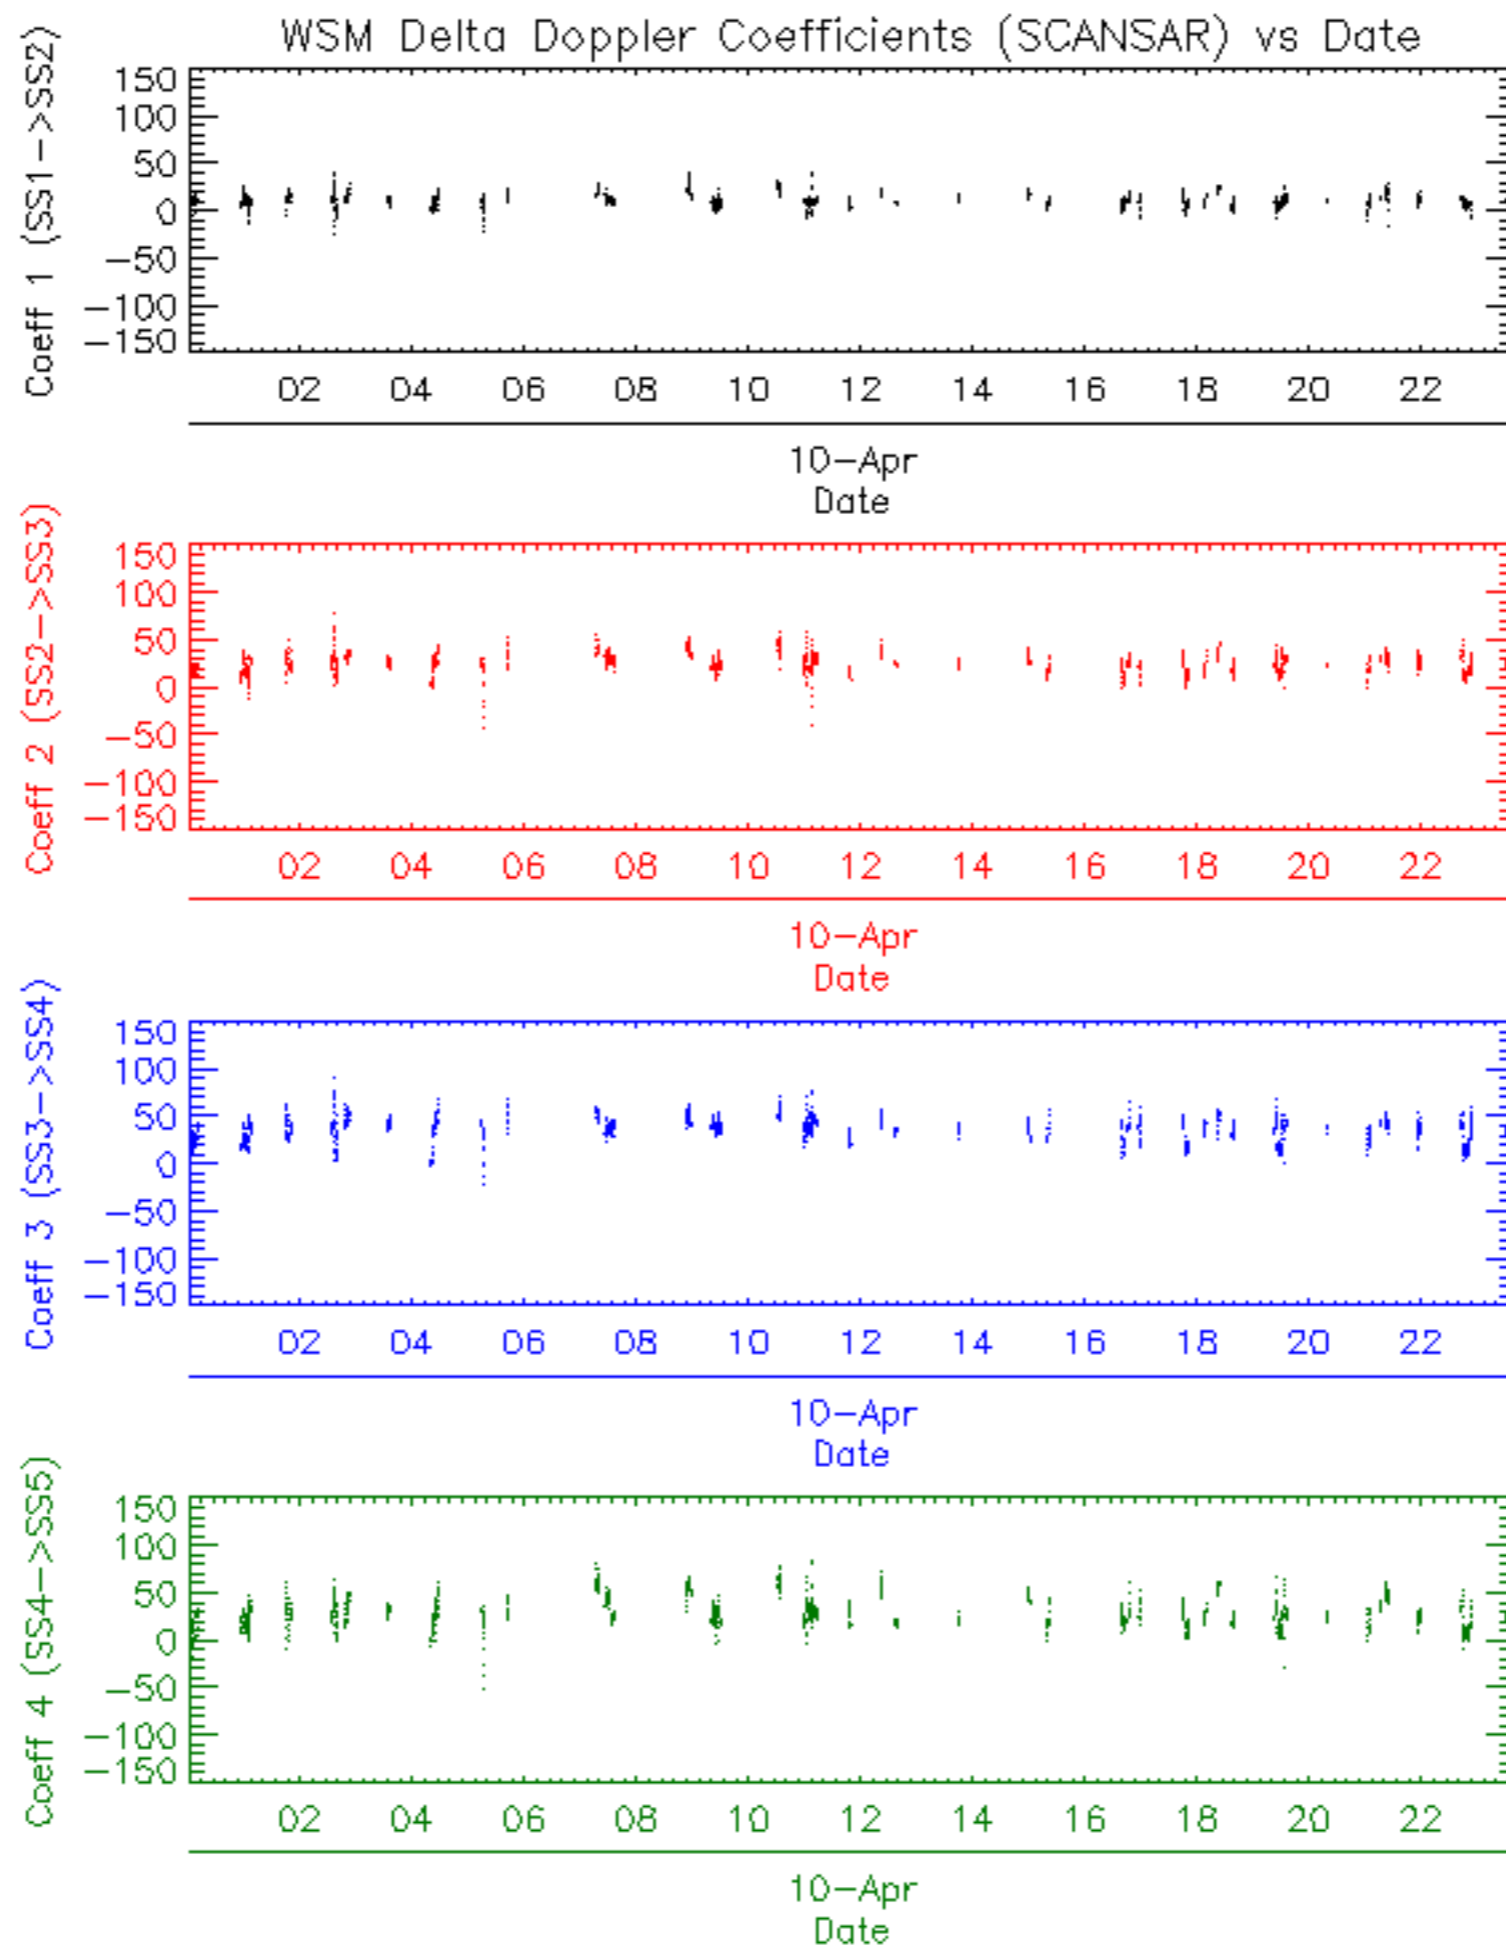 WSM Delta Doppler Coefficients (SCANSAR) vs Date
Coeff 1 (SS1->SS2)
150
100
50
0
-50
-100
-150
02 04 06 08 10 12 14 16 18 20 22
10-Apr
Date
Coeff 2 (SS2->SS3)
150
100
50
0
-50
-100
-150
02 04 06 08 10 12 14 16 18 20 22
10-Apr
Date
Coeff 3 (SS3->SS4)
150
100
50
0
-50
-100
-150
02 04 06 08 10 12 14 16 18 20 22
10-Apr
Date
Coeff 4 (SS4->SS5)
150
100
50
0
-50
-100
-150
02 04 06 08 10 12 14 16 18 20 22
10-Apr
Date